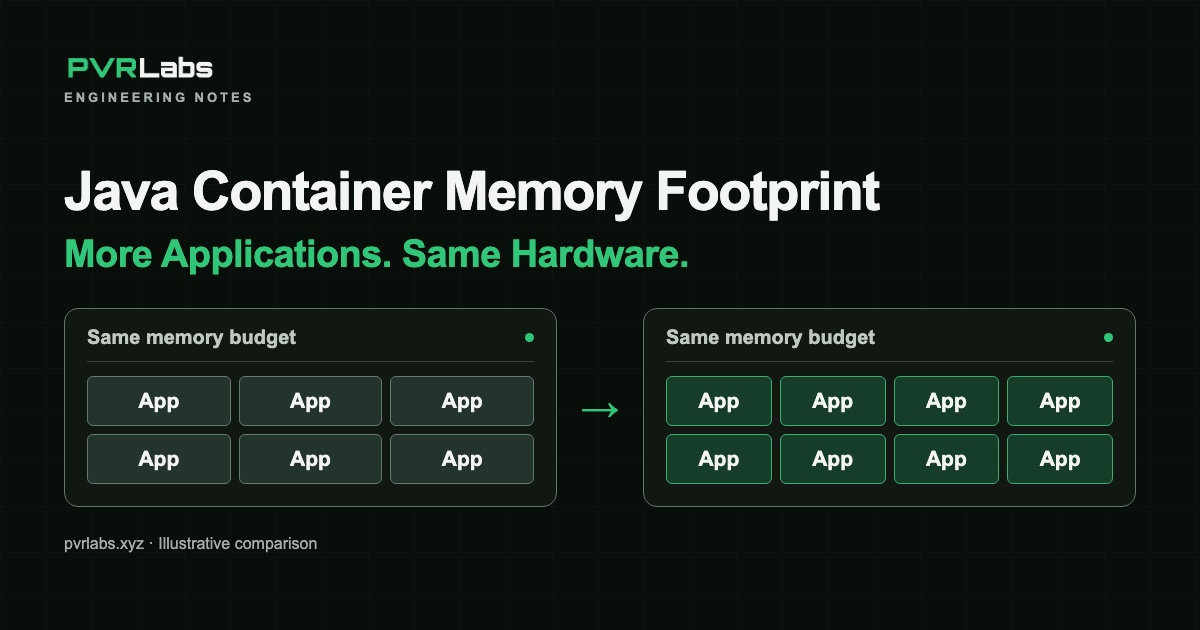 PVRLabs
ENGINEERING NOTES
Java Container Memory Footprint
More Applications. Same Hardware.
Same memory budget
App App App
App App App
→
Same memory budget
App App App App
App App App App
pvrlabs.xyz · Illustrative comparison